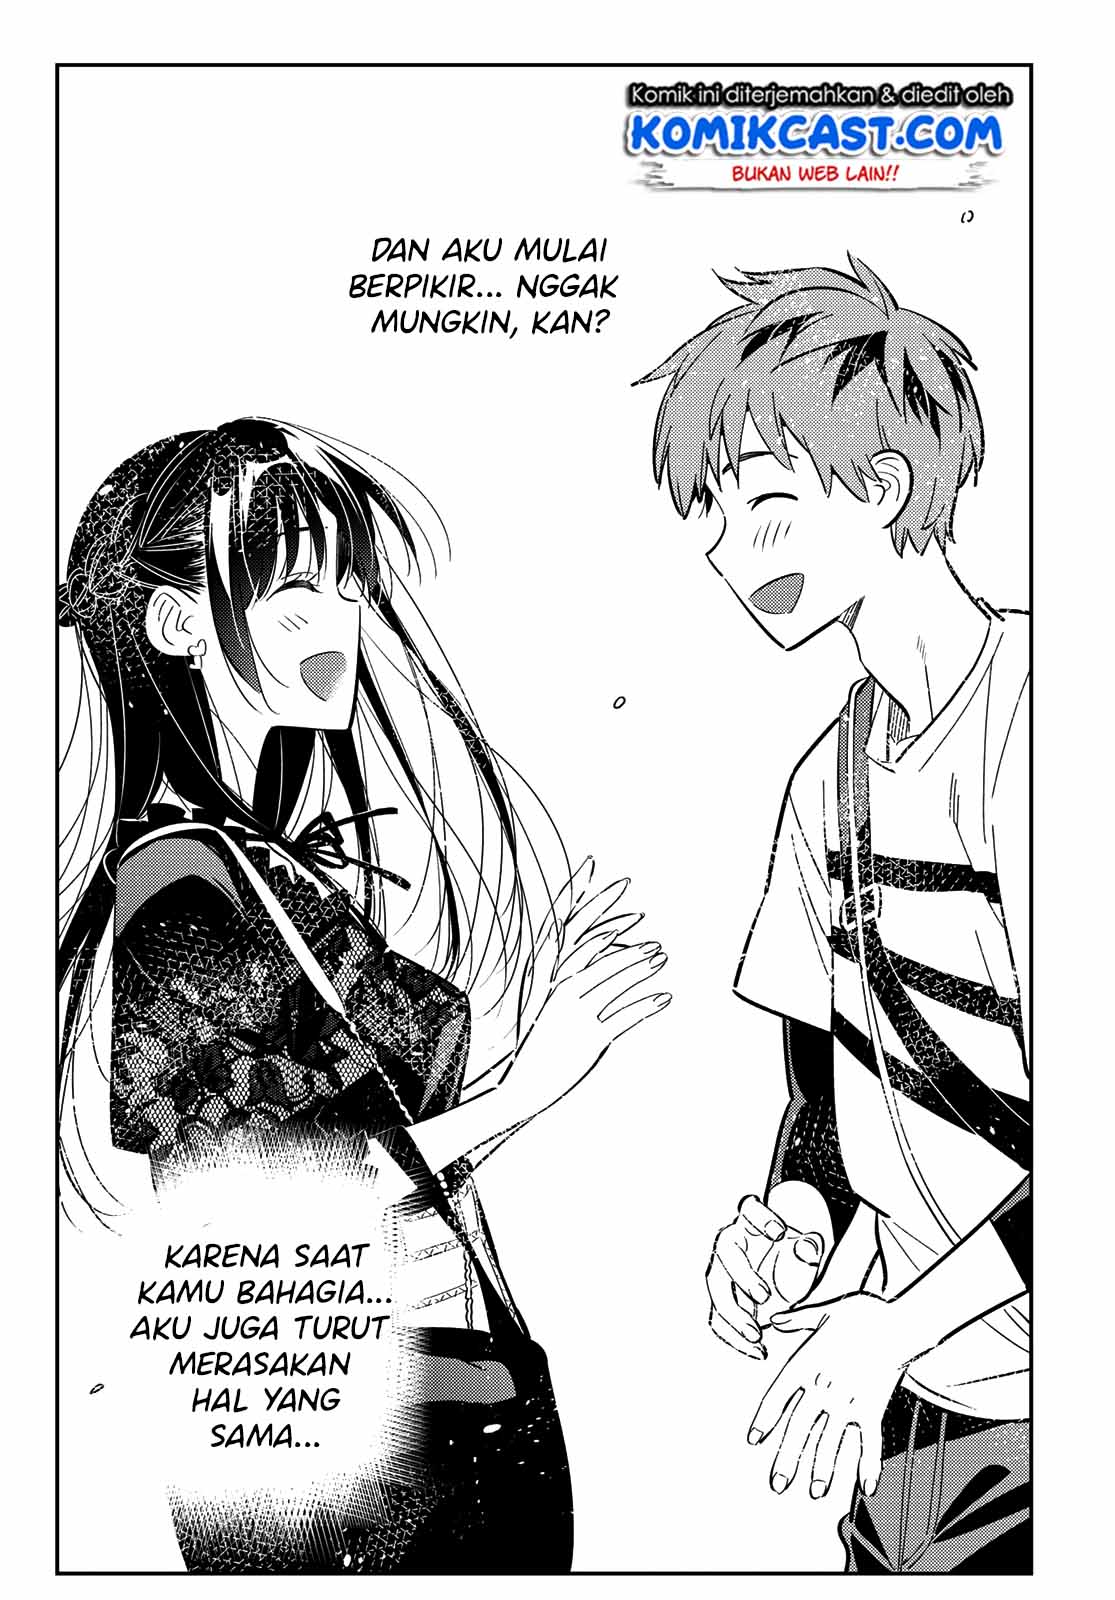 Komik ini diterjemahkan & diedit oleh
KOMIKCAST.COM
BUKAN WEB LAIN!!
DAN AKU MULAI
BERPIKIR... NGGAK
MUNGKIN, KAN?
KARENA SAAT
KAMU BAHAGIA...
AKU JUGA TURUT
MERASAKAN
HAL YANG
SAMA...